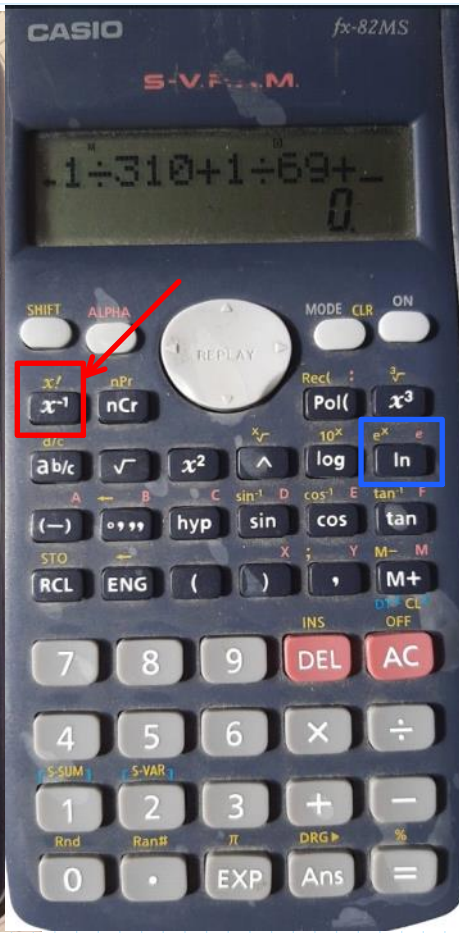 CASIO fx-82MS
S-V.P.A.M.
M D
1÷310+1÷69+_
0.
SHIFT ALPHA MODE CLR ON
REPLAY
x! nPr Rec( : ³√
x⁻¹ nCr Pol( x³
d/c ˣ√ 10ˣ eˣ e
a b/c √ x² ^ log ln
A ← B C sin⁻¹ D cos⁻¹ E tan⁻¹ F
(−) °,,, hyp sin cos tan
STO ← X ; Y M− M
RCL ENG ( ) , M+
DT CL
INS OFF
7 8 9 DEL AC
4 5 6 × ÷
S-SUM S-VAR
1 2 3 + −
Rnd Ran# π DRG▶ %
0 . EXP Ans =